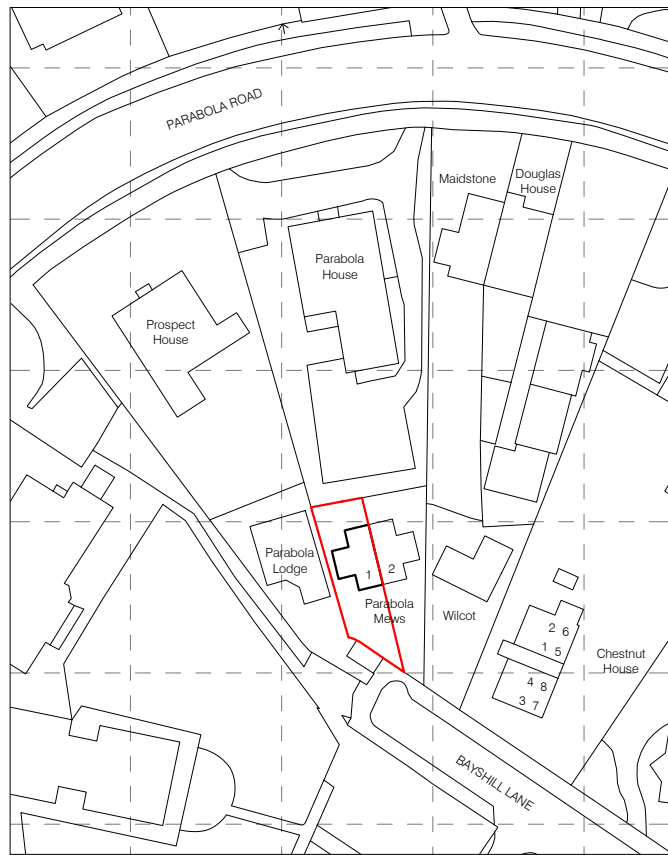 PARABOLA ROAD
Maidstone
Douglas
House
Parabola
House
Prospect
House
Parabola
Lodge
1
2
Parabola
Mews
Wilcot
2 6
1 5
4 8
3 7
Chestnut
House
BAYSHILL LANE